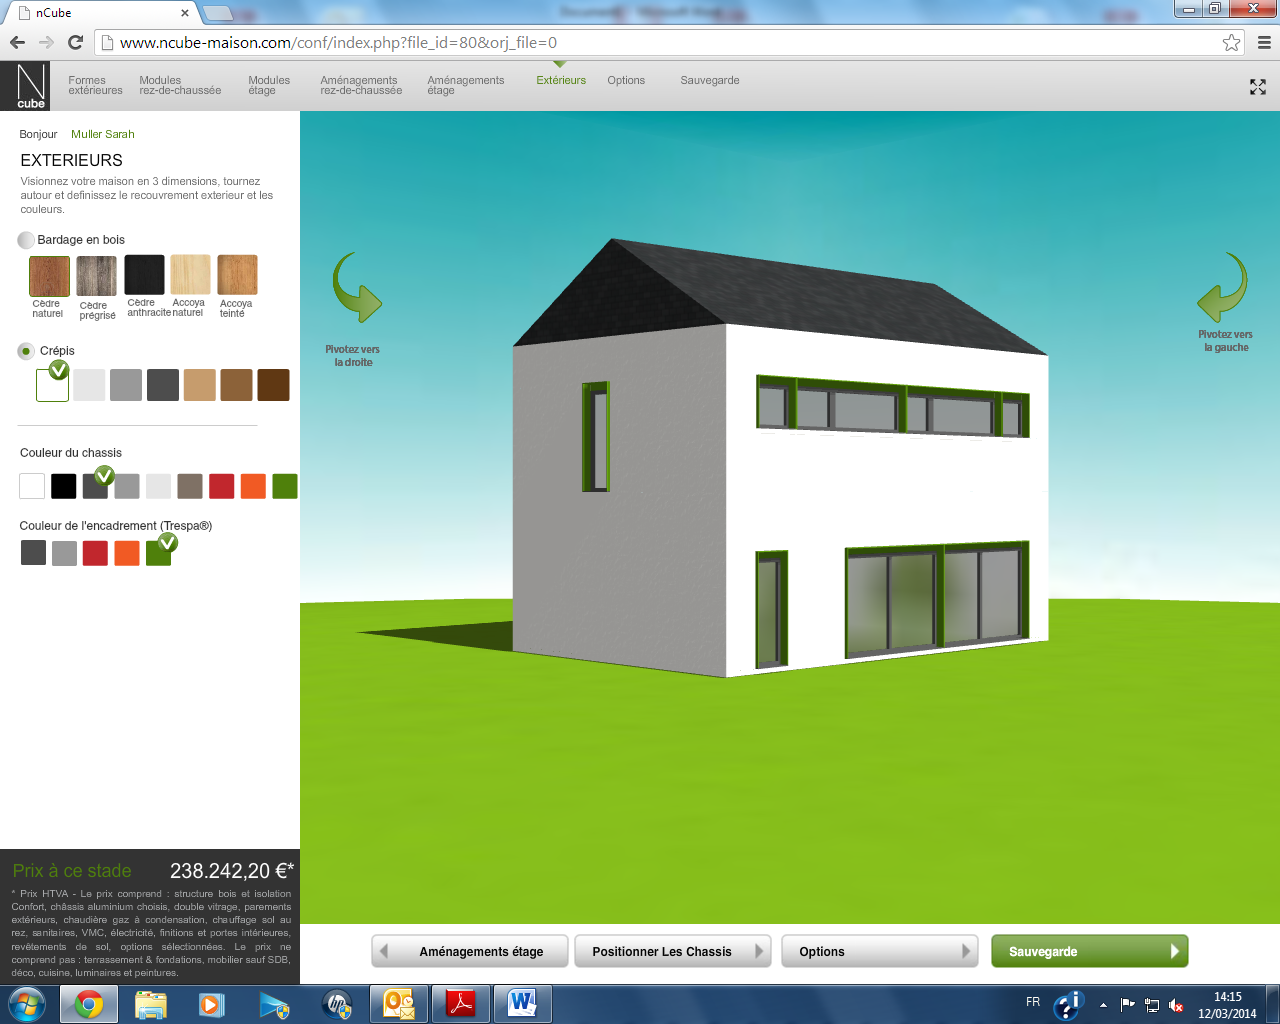 nCube
www.ncube-maison.com/conf/index.php?file_id=80&orj_file=0
N
cube
Formes
extérieures
Modules
rez-de-chaussée
Modules
étage
Aménagements
rez-de-chaussée
Aménagements
étage
Extérieurs
Options
Sauvegarde
Bonjour Muller Sarah
EXTERIEURS
Visionnez votre maison en 3 dimensions, tournez
autour et definissez le recouvrement exterieur et les
couleurs.
Bardage en bois
Cèdre
naturel
Cèdre
prégrisé
Cèdre
anthracite
Accoya
naturel
Accoya
teinté
Crépis
Couleur du chassis
Couleur de l'encadrement (Trespa®)
Pivotez vers
la droite
Pivotez vers
la gauche
Prix à ce stade 238.242,20 €*
* Prix HTVA - Le prix comprend : structure bois et isolation
Confort, châssis aluminium choisis, double vitrage, parements
extérieurs, chaudière gaz à condensation, chauffage sol au
rez, sanitaires, VMC, électricité, finitions et portes intérieures,
revêtements de sol, options sélectionnées. Le prix ne
comprend pas : terrassement & fondations, mobilier sauf SDB,
déco, cuisine, luminaires et peintures.
Aménagements étage
Positionner Les Chassis
Options
Sauvegarde
FR
14:15
12/03/2014